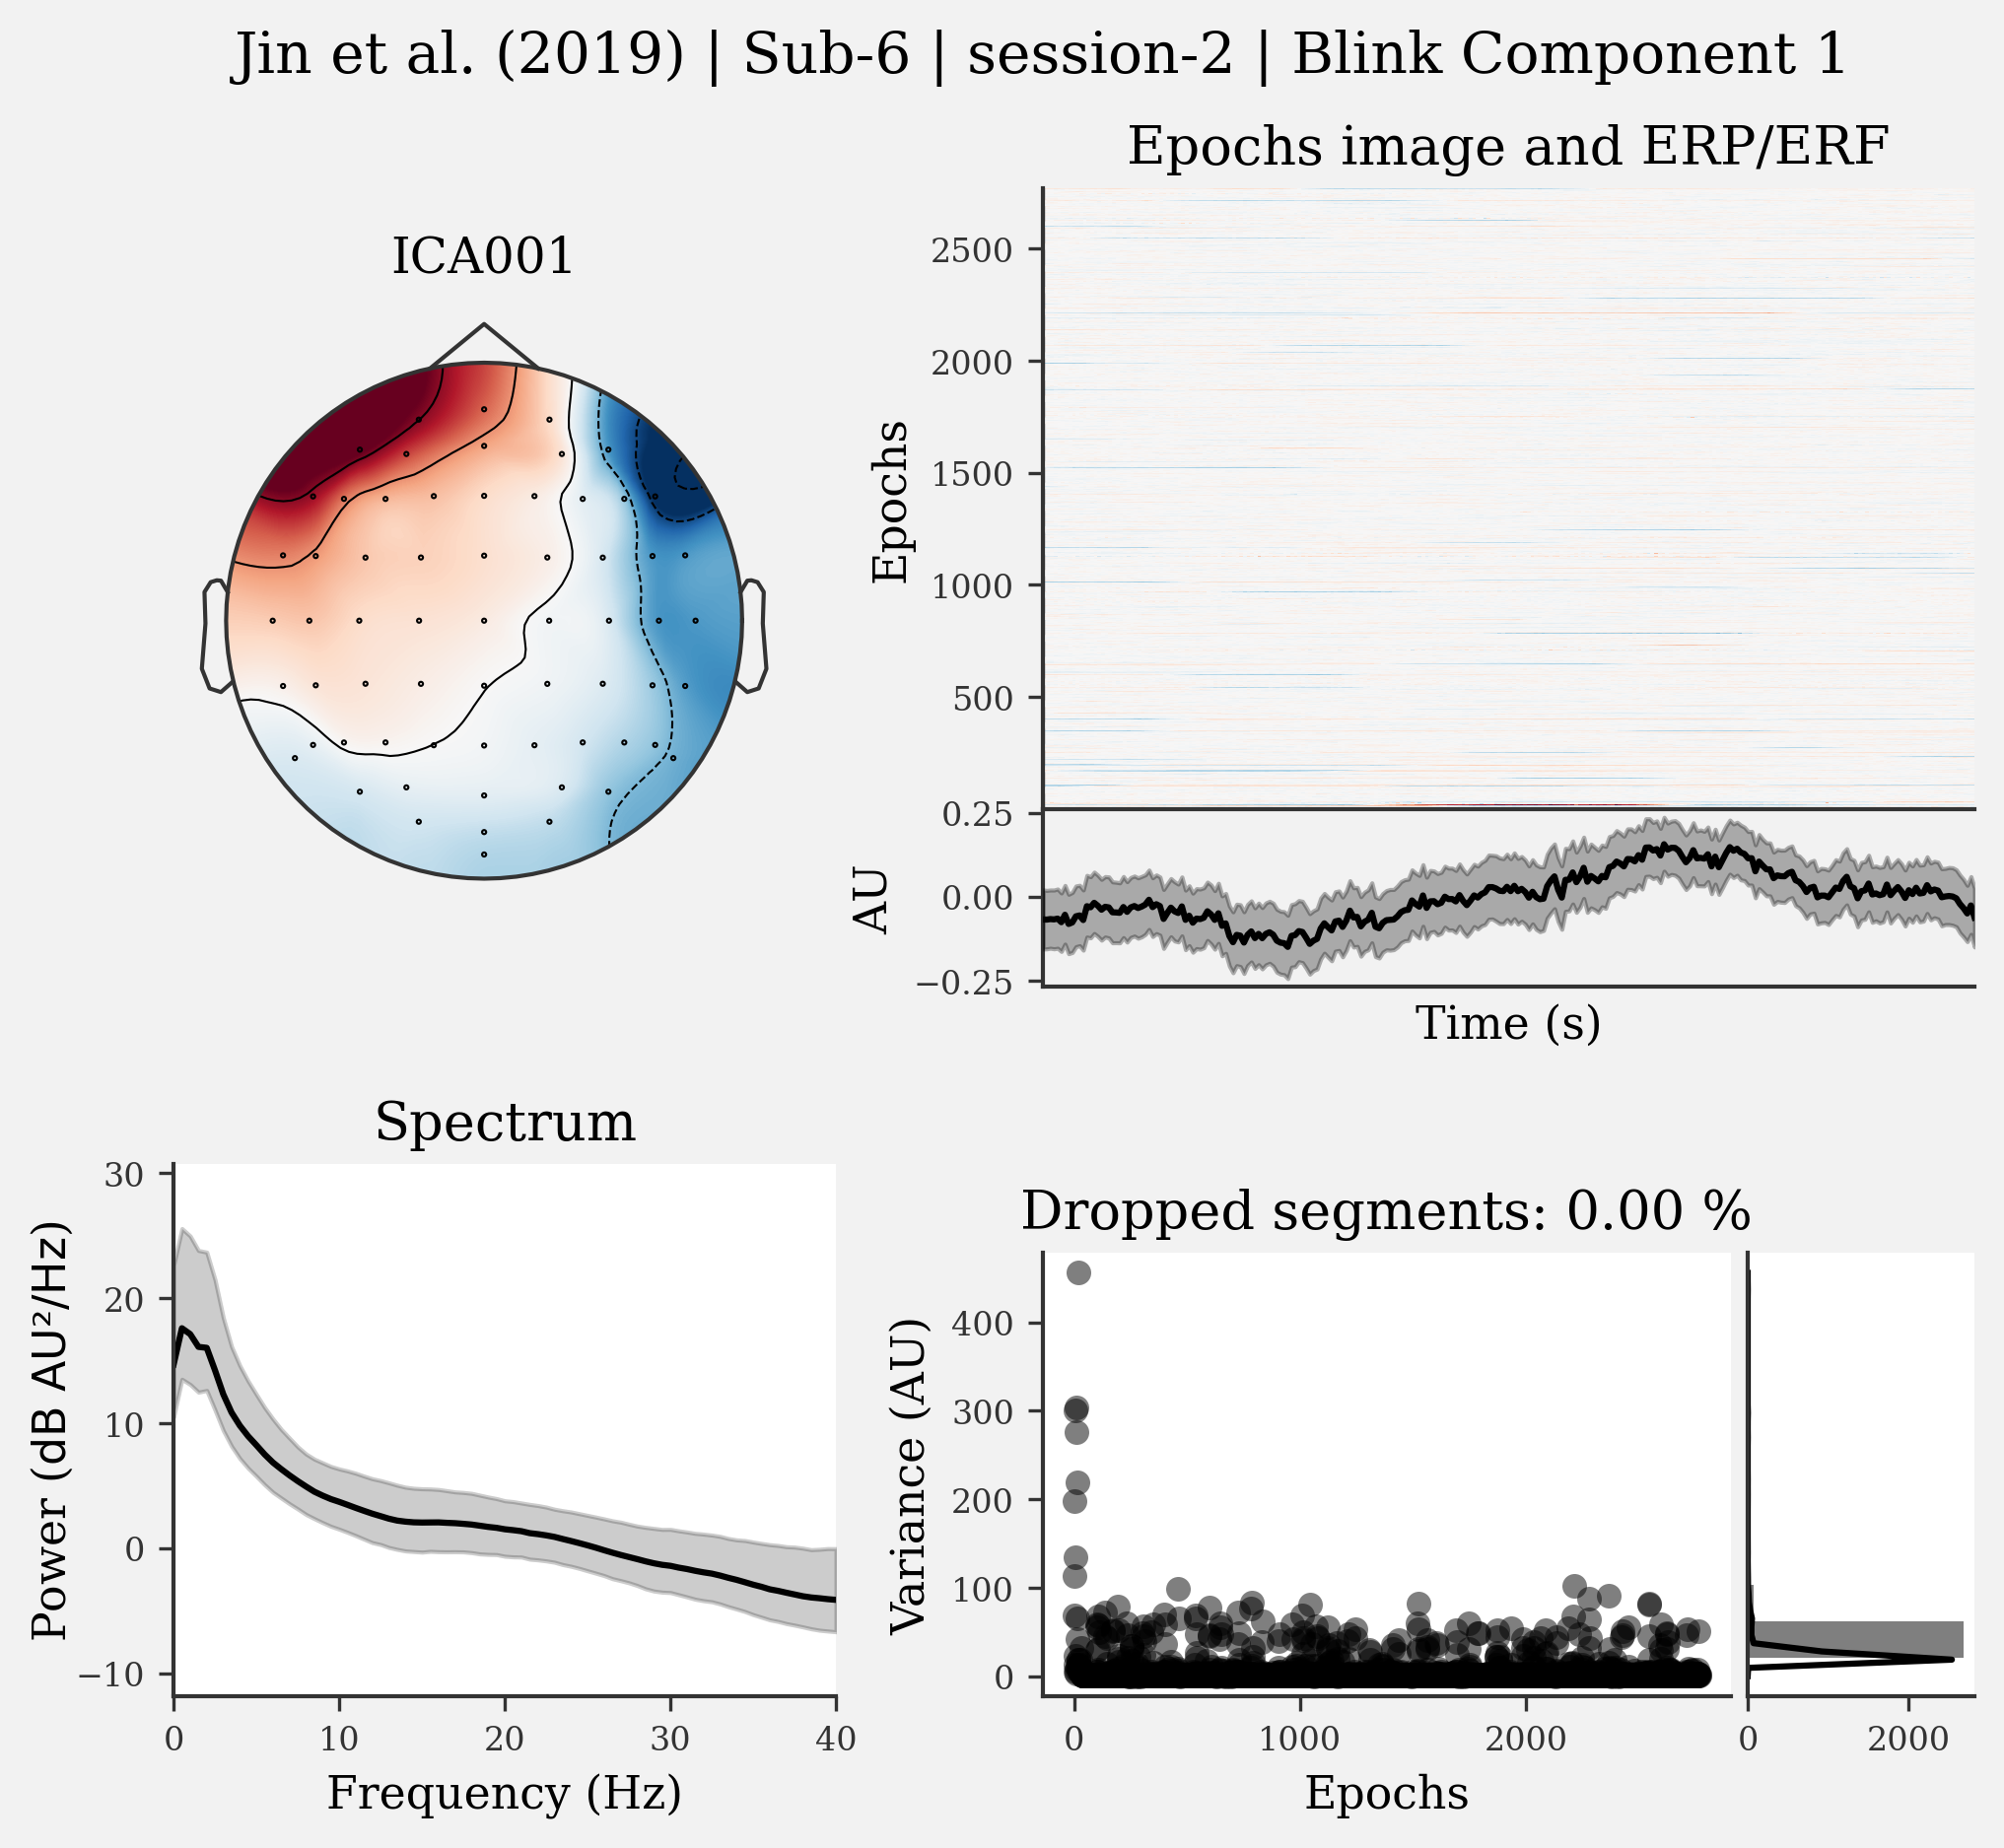 Jin et al. (2019) | Sub-6 | session-2 | Blink Component 1
ICA001
Epochs image and ERP/ERF
Epochs
2500
2000
1500
1000
500
AU
0.25
0.00
−0.25
Time (s)
Spectrum
Power (dB AU²/Hz)
30
20
10
0
−10
0 10 20 30 40
Frequency (Hz)
Dropped segments: 0.00 %
Variance (AU)
400
300
200
100
0
0 1000 2000
Epochs
0 2000